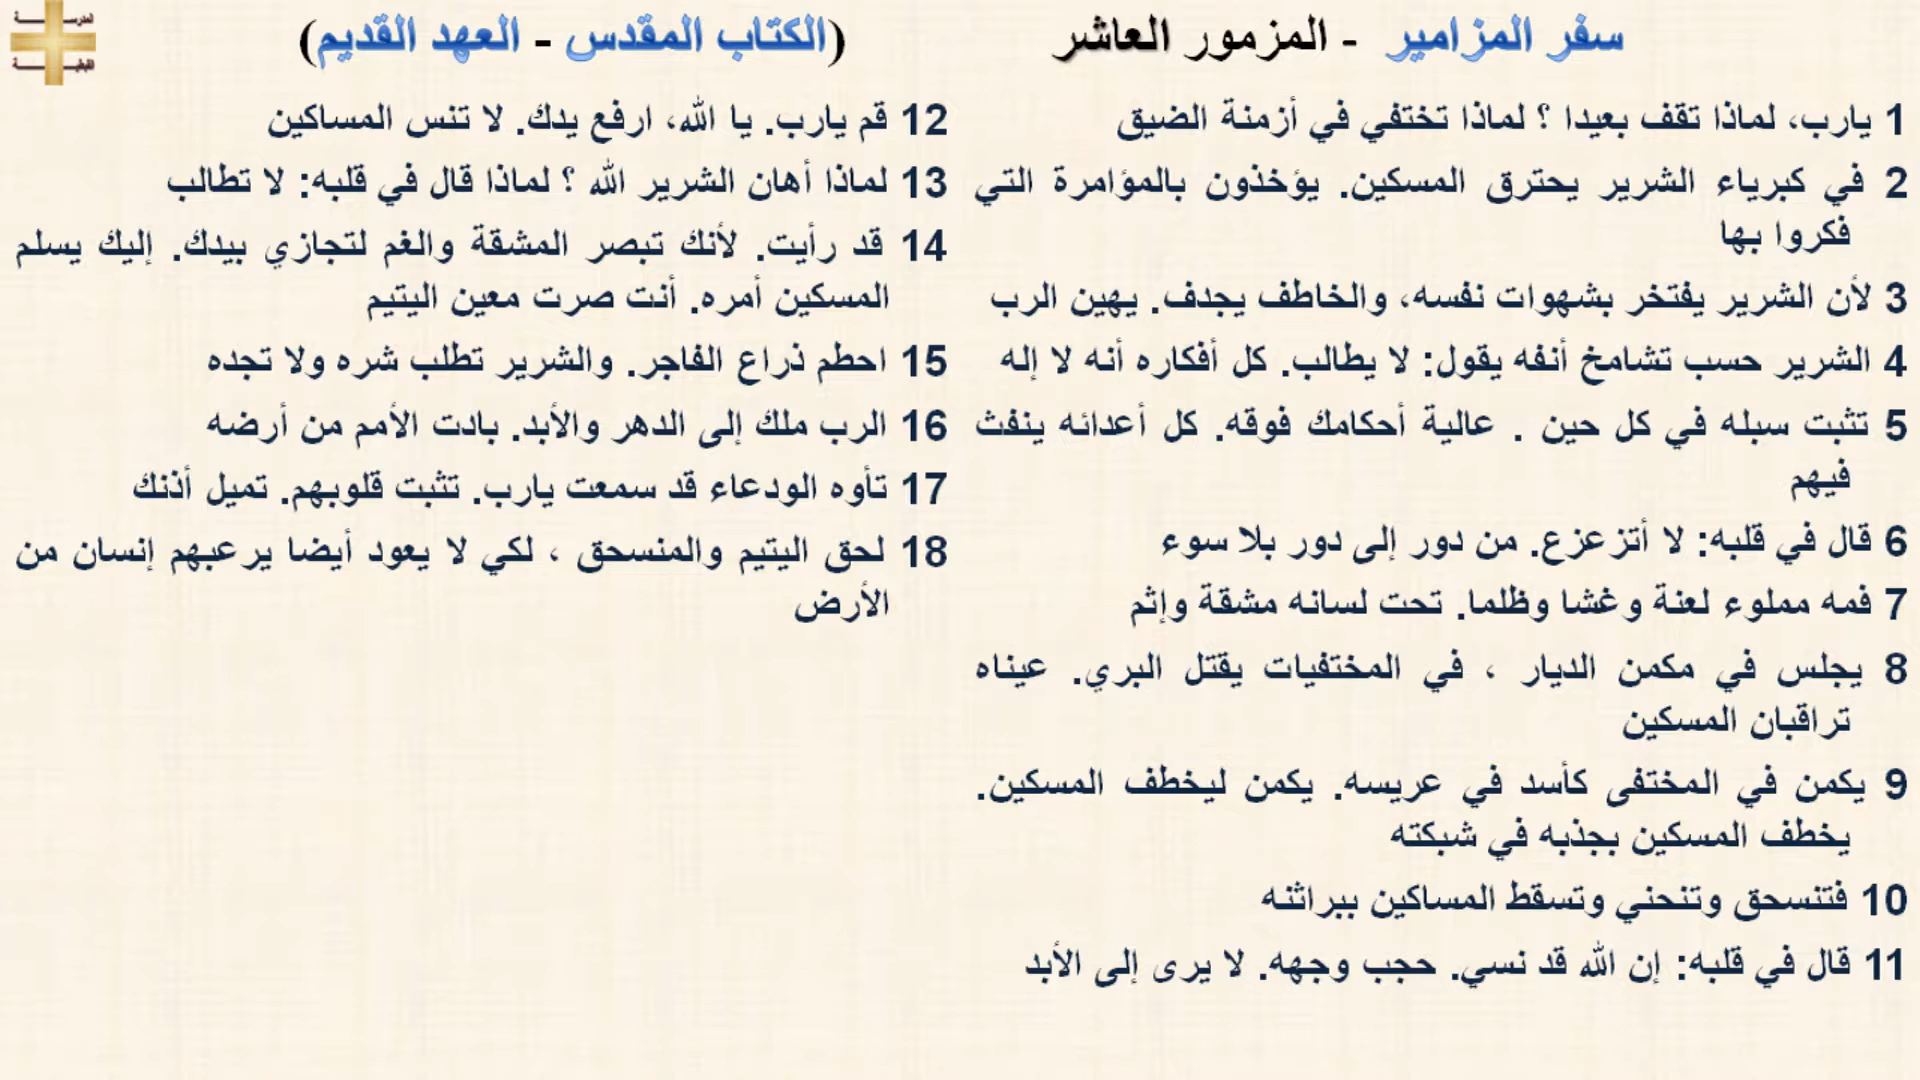 سفر المزامير - المزمور العاشر (الكتاب المقدس - العهد القديم)
1 يارب، لماذا تقف بعيدا ؟ لماذا تختفي في أزمنة الضيق
2 في كبرياء الشرير يحترق المسكين. يؤخذون بالمؤامرة التي
فكروا بها
3 لأن الشرير يفتخر بشهوات نفسه، والخاطف يجدف. يهين الرب
4 الشرير حسب تشامخ أنفه يقول: لا يطالب. كل أفكاره أنه لا إله
5 تثبت سبله في كل حين . عالية أحكامك فوقه. كل أعدائه ينفث
فيهم
6 قال في قلبه: لا أتزعزع. من دور إلى دور بلا سوء
7 فمه مملوء لعنة وغشا وظلما. تحت لسانه مشقة وإثم
8 يجلس في مكمن الديار ، في المختفيات يقتل البري. عيناه
تراقبان المسكين
9 يكمن في المختفى كأسد في عريسه. يكمن ليخطف المسكين.
يخطف المسكين بجذبه في شبكته
10 فتنسحق وتنحني وتسقط المساكين ببراثنه
11 قال في قلبه: إن الله قد نسي. حجب وجهه. لا يرى إلى الأبد
12 قم يارب. يا الله، ارفع يدك. لا تنس المساكين
13 لماذا أهان الشرير الله ؟ لماذا قال في قلبه: لا تطالب
14 قد رأيت. لأنك تبصر المشقة والغم لتجازي بيدك. إليك يسلم
المسكين أمره. أنت صرت معين اليتيم
15 احطم ذراع الفاجر. والشرير تطلب شره ولا تجده
16 الرب ملك إلى الدهر والأبد. بادت الأمم من أرضه
17 تأوه الودعاء قد سمعت يارب. تثبت قلوبهم. تميل أذنك
18 لحق اليتيم والمنسحق ، لكي لا يعود أيضا يرعبهم إنسان من
الأرض